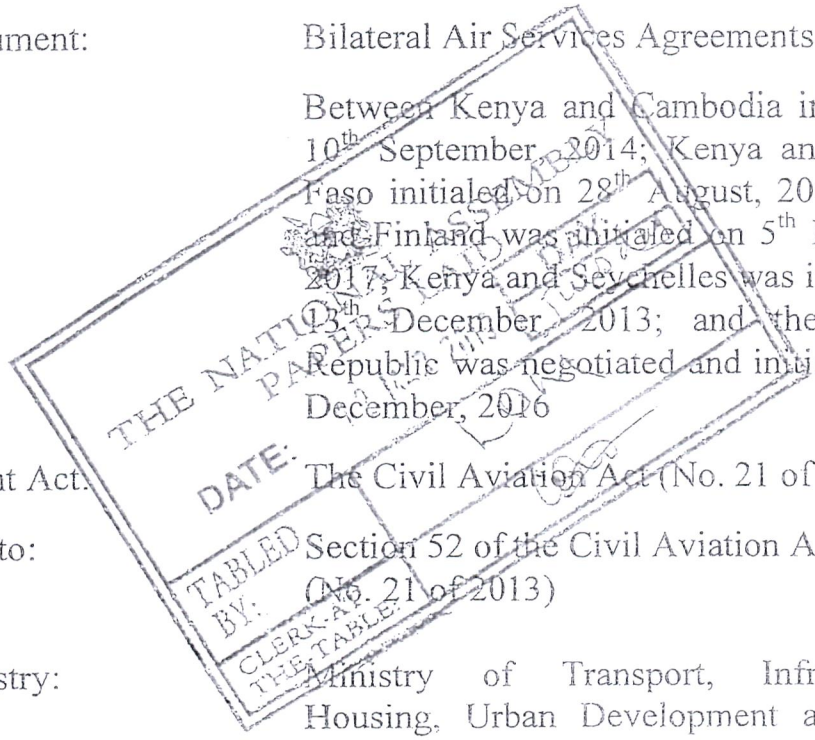 ument: Bilateral Air Services Agreements
Between Kenya and Cambodia in
10th September, 2014; Kenya an
Faso initialed on 28th August, 20
and Finland was initialed on 5th
2017; Kenya and Seychelles was i
13th December, 2013; and the
Republic was negotiated and initi
December, 2016
t Act: The Civil Aviation Act (No. 21 of
to: Section 52 of the Civil Aviation A
(No. 21 of 2013)
stry: Ministry of Transport, Infr
Housing, Urban Development a
THE NATIONAL ASSEMBLY
PAPERS LAID
DATE: DAY
TABLED
BY:
CLERK-AT
THE-TABLE: